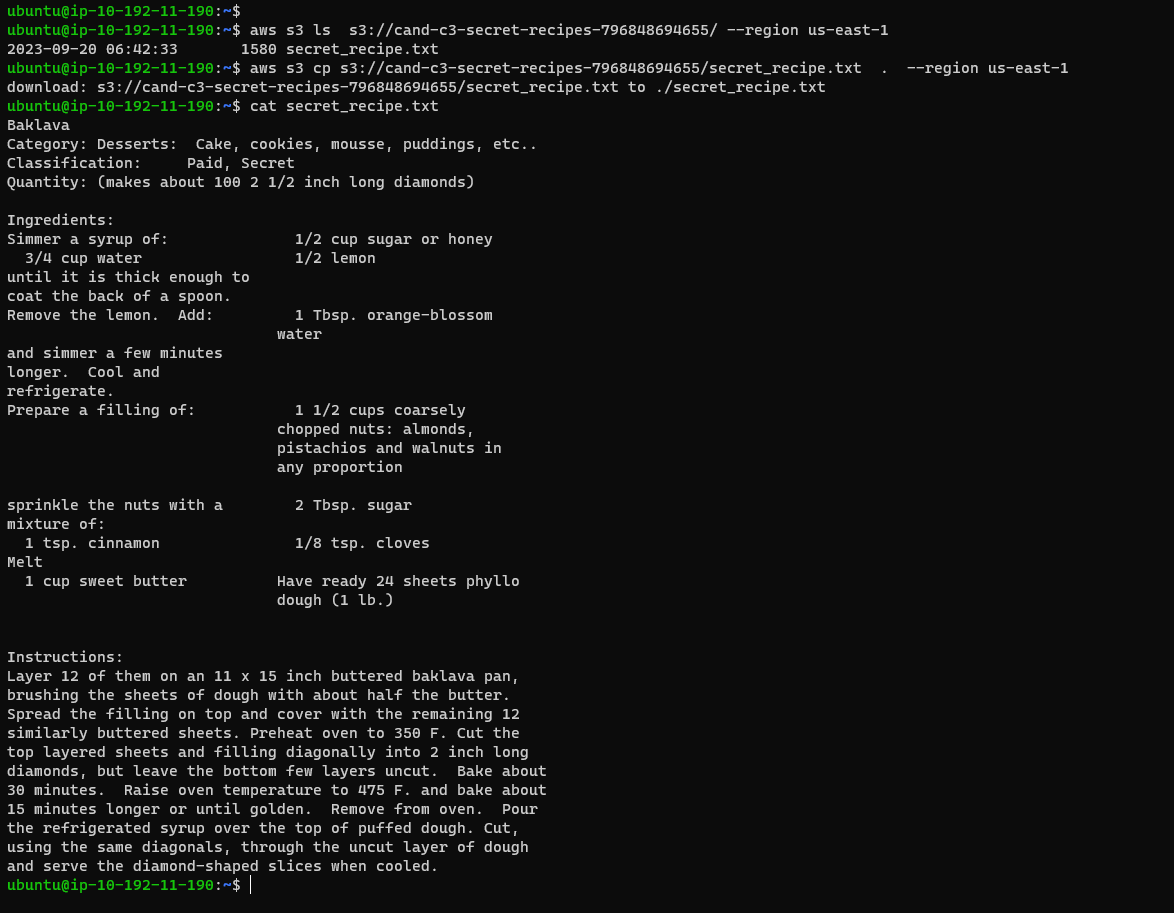 ubuntu@ip-10-192-11-190:~$
ubuntu@ip-10-192-11-190:~$ aws s3 ls  s3://cand-c3-secret-recipes-796848694655/ --region us-east-1
2023-09-20 06:42:33       1580 secret_recipe.txt
ubuntu@ip-10-192-11-190:~$ aws s3 cp s3://cand-c3-secret-recipes-796848694655/secret_recipe.txt  .  --region us-east-1
download: s3://cand-c3-secret-recipes-796848694655/secret_recipe.txt to ./secret_recipe.txt
ubuntu@ip-10-192-11-190:~$ cat secret_recipe.txt
Baklava
Category: Desserts:  Cake, cookies, mousse, puddings, etc..
Classification:     Paid, Secret
Quantity: (makes about 100 2 1/2 inch long diamonds)

Ingredients:
Simmer a syrup of:              1/2 cup sugar or honey
  3/4 cup water                 1/2 lemon
until it is thick enough to
coat the back of a spoon.
Remove the lemon.  Add:         1 Tbsp. orange-blossom
                              water
and simmer a few minutes
longer.  Cool and
refrigerate.
Prepare a filling of:           1 1/2 cups coarsely
                              chopped nuts: almonds,
                              pistachios and walnuts in
                              any proportion

sprinkle the nuts with a        2 Tbsp. sugar
mixture of:
  1 tsp. cinnamon               1/8 tsp. cloves
Melt
  1 cup sweet butter          Have ready 24 sheets phyllo
                              dough (1 lb.)


Instructions:
Layer 12 of them on an 11 x 15 inch buttered baklava pan,
brushing the sheets of dough with about half the butter.
Spread the filling on top and cover with the remaining 12
similarly buttered sheets. Preheat oven to 350 F. Cut the
top layered sheets and filling diagonally into 2 inch long
diamonds, but leave the bottom few layers uncut.  Bake about
30 minutes.  Raise oven temperature to 475 F. and bake about
15 minutes longer or until golden.  Remove from oven.  Pour
the refrigerated syrup over the top of puffed dough. Cut,
using the same diagonals, through the uncut layer of dough
and serve the diamond-shaped slices when cooled.
ubuntu@ip-10-192-11-190:~$